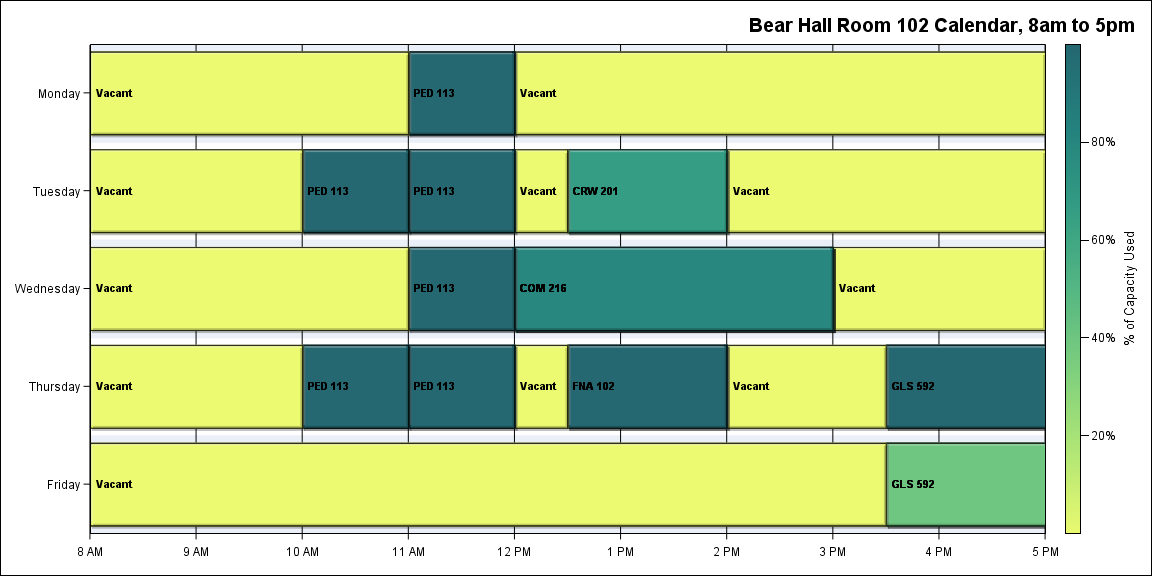 Bear Hall Room 102 Calendar, 8am to 5pm
Monday
Vacant
PED 113
Vacant
Tuesday
Vacant
PED 113
PED 113
Vacant
CRW 201
Vacant
Wednesday
Vacant
PED 113
COM 216
Vacant
Thursday
Vacant
PED 113
PED 113
Vacant
FNA 102
Vacant
GLS 592
Friday
Vacant
GLS 592
8 AM
9 AM
10 AM
11 AM
12 PM
1 PM
2 PM
3 PM
4 PM
5 PM
80%
60%
40%
20%
% of Capacity Used